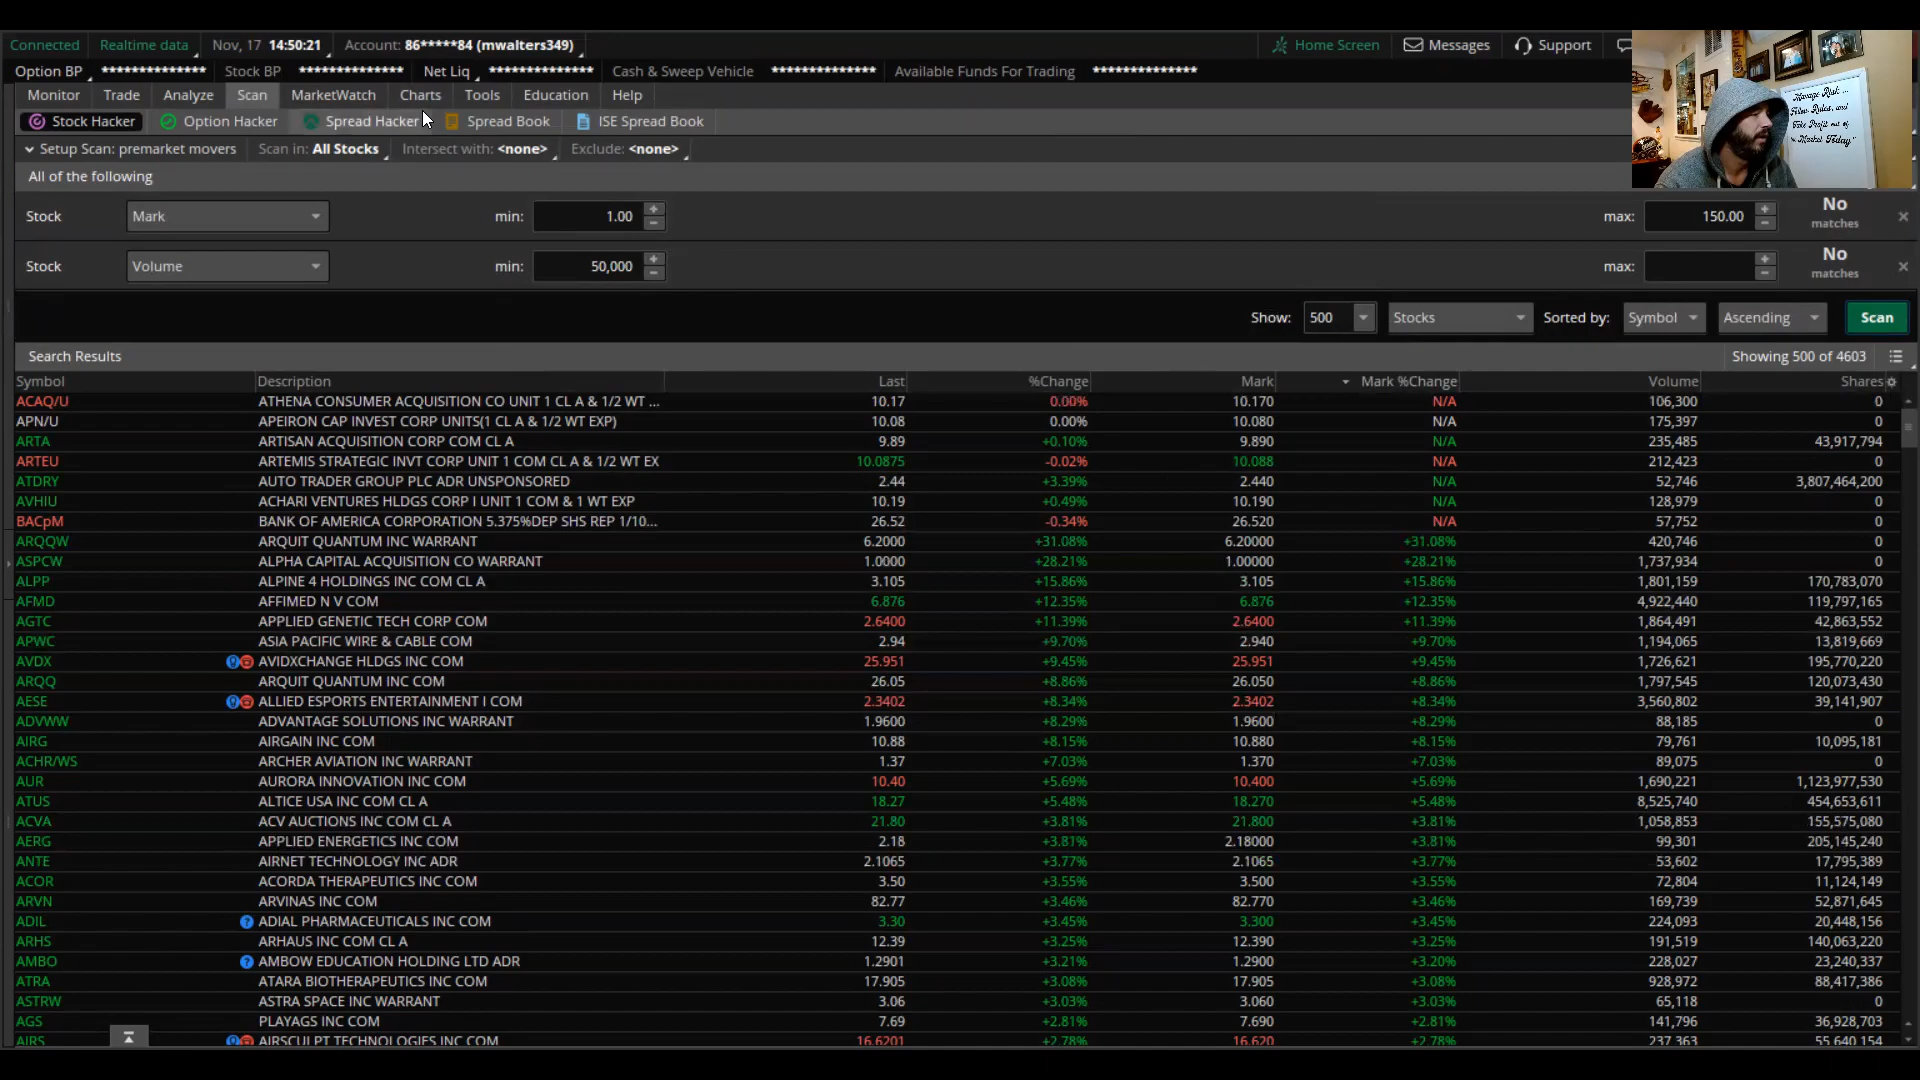 Connected Realtime data Nov, 17 14:50:21 Account: 86*****84 (mwalters349) Home Screen Messages Support
Option BP ************** Stock BP ************** Net Liq ************** Cash & Sweep Vehicle ************** Available Funds For Trading **************
Monitor Trade Analyze Scan MarketWatch Charts Tools Education Help
Stock Hacker Option Hacker Spread Hacker Spread Book ISE Spread Book
Setup Scan: premarket movers Scan in: All Stocks Intersect with: <none> Exclude: <none>
Manage Risk...
Follow Rules, and
Take Profit out of
Market Today"
All of the following
Stock Mark min: 1.00 max: 150.00 No matches
Stock Volume min: 50,000 max: No matches
Show: 500 Stocks Sorted by: Symbol Ascending Scan
Search Results Showing 500 of 4603
Symbol Description Last %Change Mark Mark %Change Volume Shares
ACAQ/U ATHENA CONSUMER ACQUISITION CO UNIT 1 CL A & 1/2 WT ... 10.17 0.00% 10.170 N/A 106,300 0
APN/U APEIRON CAP INVEST CORP UNITS(1 CL A & 1/2 WT EXP) 10.08 0.00% 10.080 N/A 175,397 0
ARTA ARTISAN ACQUISITION CORP COM CL A 9.89 +0.10% 9.890 N/A 235,485 43,917,794
ARTEU ARTEMIS STRATEGIC INVT CORP UNIT 1 COM CL A & 1/2 WT EX 10.0875 -0.02% 10.088 N/A 212,423 0
ATDRY AUTO TRADER GROUP PLC ADR UNSPONSORED 2.44 +3.39% 2.440 N/A 52,746 3,807,464,200
AVHIU ACHARI VENTURES HLDGS CORP I UNIT 1 COM & 1 WT EXP 10.19 +0.49% 10.190 N/A 128,979 0
BACpM BANK OF AMERICA CORPORATION 5.375%DEP SHS REP 1/10... 26.52 -0.34% 26.520 N/A 57,752 0
ARQQW ARQUIT QUANTUM INC WARRANT 6.2000 +31.08% 6.20000 +31.08% 420,746 0
ASPCW ALPHA CAPITAL ACQUISITION CO WARRANT 1.0000 +28.21% 1.00000 +28.21% 1,737,934 0
ALPP ALPINE 4 HOLDINGS INC COM CL A 3.105 +15.86% 3.105 +15.86% 1,801,159 170,783,070
AFMD AFFIMED N V COM 6.876 +12.35% 6.876 +12.35% 4,922,440 119,797,165
AGTC APPLIED GENETIC TECH CORP COM 2.6400 +11.39% 2.6400 +11.39% 1,864,491 42,863,552
APWC ASIA PACIFIC WIRE & CABLE COM 2.94 +9.70% 2.940 +9.70% 1,194,065 13,819,669
AVDX AVIDXCHANGE HLDGS INC COM 25.951 +9.45% 25.951 +9.45% 1,726,621 195,770,220
ARQQ ARQUIT QUANTUM INC COM 26.05 +8.86% 26.050 +8.86% 1,797,545 120,073,430
AESE ALLIED ESPORTS ENTERTAINMENT I COM 2.3402 +8.34% 2.3402 +8.34% 3,560,802 39,141,907
ADVWW ADVANTAGE SOLUTIONS INC WARRANT 1.9600 +8.29% 1.9600 +8.29% 88,185 0
AIRG AIRGAIN INC COM 10.88 +8.15% 10.880 +8.15% 79,761 10,095,181
ACHR/WS ARCHER AVIATION INC WARRANT 1.37 +7.03% 1.370 +7.03% 89,075 0
AUR AURORA INNOVATION INC COM 10.40 +5.69% 10.400 +5.69% 1,690,221 1,123,977,530
ATUS ALTICE USA INC COM CL A 18.27 +5.48% 18.270 +5.48% 8,525,740 454,653,611
ACVA ACV AUCTIONS INC COM CL A 21.80 +3.81% 21.800 +3.81% 1,058,853 155,575,080
AERG APPLIED ENERGETICS INC COM 2.18 +3.81% 2.18000 +3.81% 99,301 205,145,240
ANTE AIRNET TECHNOLOGY INC ADR 2.1065 +3.77% 2.1065 +3.77% 53,602 17,795,389
ACOR ACORDA THERAPEUTICS INC COM 3.50 +3.55% 3.500 +3.55% 72,804 11,124,149
ARVN ARVINAS INC COM 82.77 +3.46% 82.770 +3.46% 169,739 52,871,645
ADIL ADIAL PHARMACEUTICALS INC COM 3.30 +3.45% 3.300 +3.45% 224,093 20,448,156
ARHS ARHAUS INC COM CL A 12.39 +3.25% 12.390 +3.25% 191,519 140,063,220
AMBO AMBOW EDUCATION HOLDING LTD ADR 1.2901 +3.21% 1.2900 +3.20% 228,027 23,240,337
ATRA ATARA BIOTHERAPEUTICS INC COM 17.905 +3.08% 17.905 +3.08% 928,972 88,417,386
ASTRW ASTRA SPACE INC WARRANT 3.06 +3.03% 3.060 +3.03% 65,118 0
AGS PLAYAGS INC COM 7.69 +2.81% 7.690 +2.81% 141,796 36,928,703
AIRS AIRSCULPT TECHNOLOGIES INC COM 16.6201 +2.78% 16.620 +2.78% 237,363 55,640,154